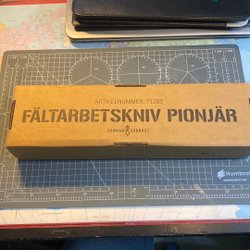 ARTIKELNUMMER: 71283
FÄLTARBETSKNIV PIONJÄR
Humbrol